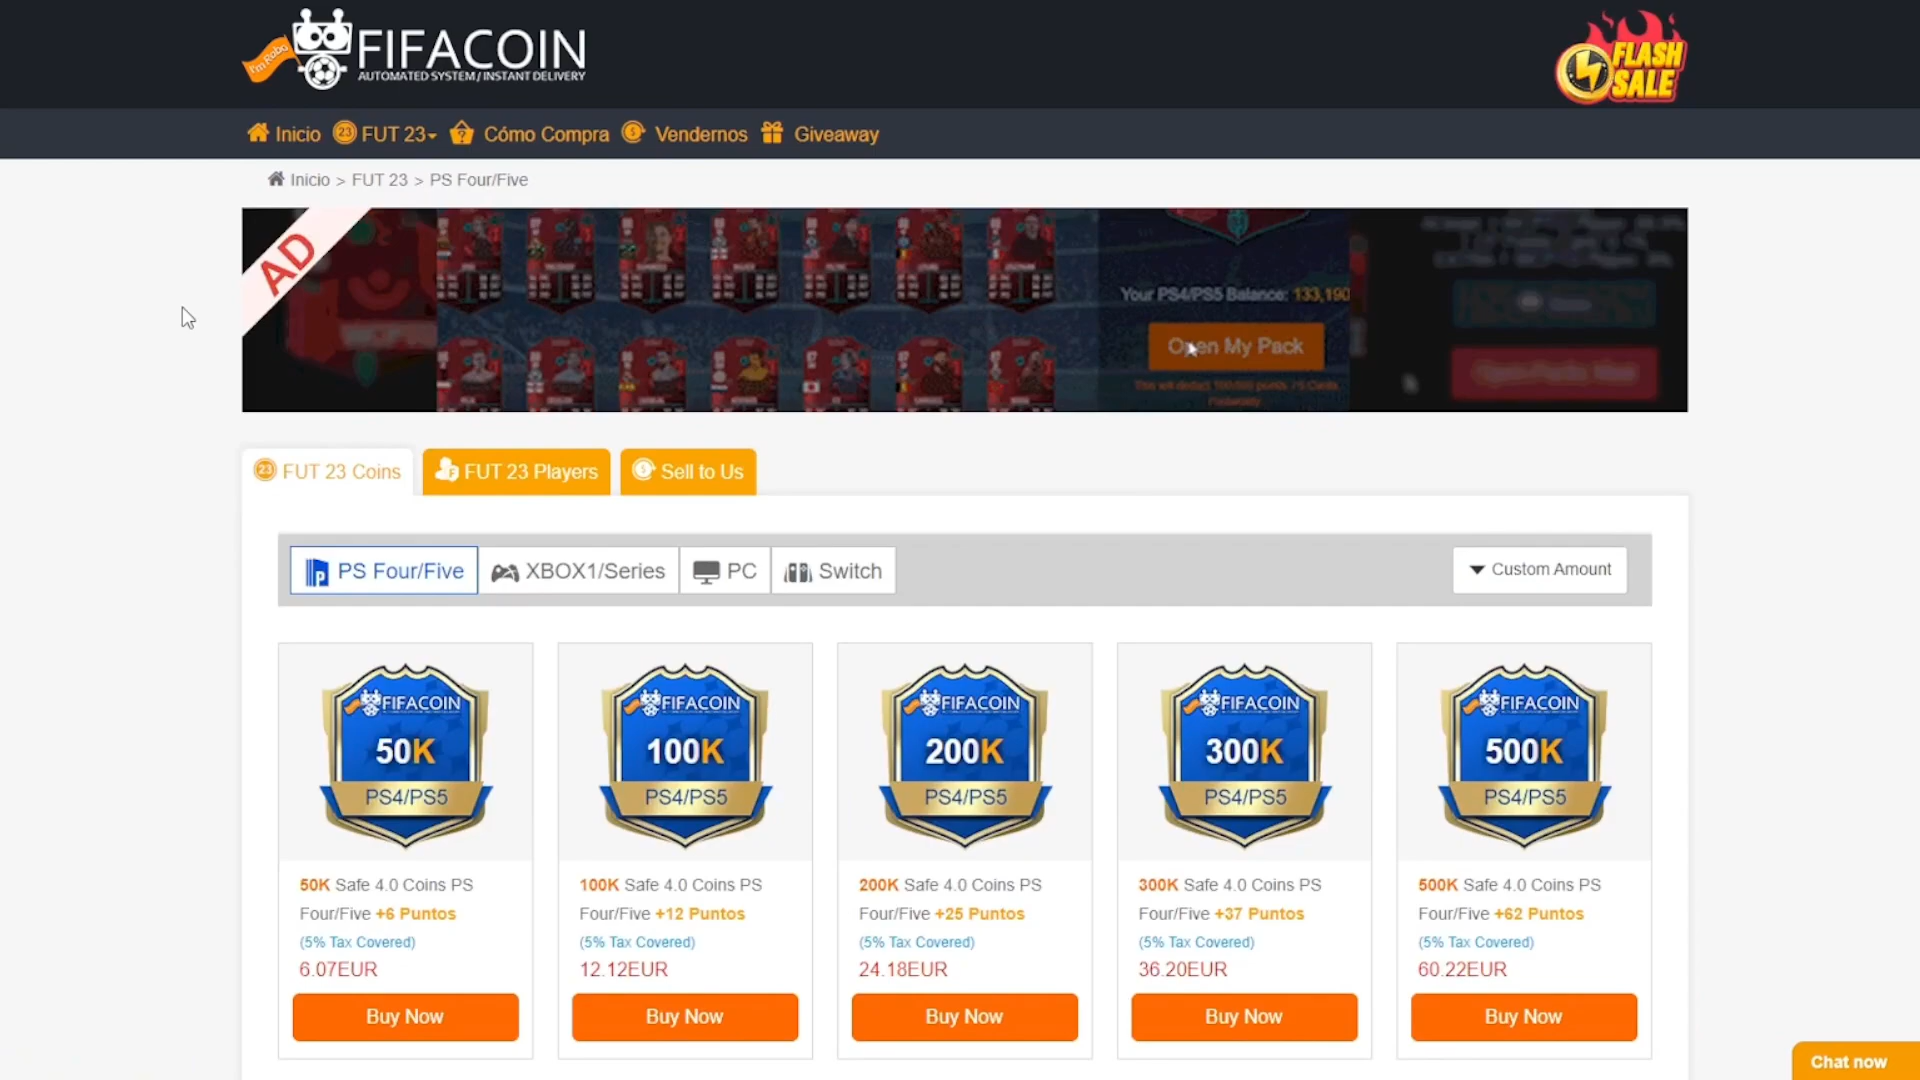 I'm Robo
FIFACOIN
AUTOMATED SYSTEM / INSTANT DELIVERY
FLASH
SALE
Inicio
23 FUT 23
Cómo Compra
Vendernos
Giveaway
Inicio > FUT 23 > PS Four/Five
AD
Your PS4/PS5 Balance: 133,190
Open My Pack
23 FUT 23 Coins
FUT 23 Players
Sell to Us
PS Four/Five
XBOX1/Series
PC
Switch
Custom Amount
FIFACOIN
50K
PS4/PS5
50K Safe 4.0 Coins PS
Four/Five +6 Puntos
(5% Tax Covered)
6.07EUR
Buy Now
FIFACOIN
100K
PS4/PS5
100K Safe 4.0 Coins PS
Four/Five +12 Puntos
(5% Tax Covered)
12.12EUR
Buy Now
FIFACOIN
200K
PS4/PS5
200K Safe 4.0 Coins PS
Four/Five +25 Puntos
(5% Tax Covered)
24.18EUR
Buy Now
FIFACOIN
300K
PS4/PS5
300K Safe 4.0 Coins PS
Four/Five +37 Puntos
(5% Tax Covered)
36.20EUR
Buy Now
FIFACOIN
500K
PS4/PS5
500K Safe 4.0 Coins PS
Four/Five +62 Puntos
(5% Tax Covered)
60.22EUR
Buy Now
Chat now